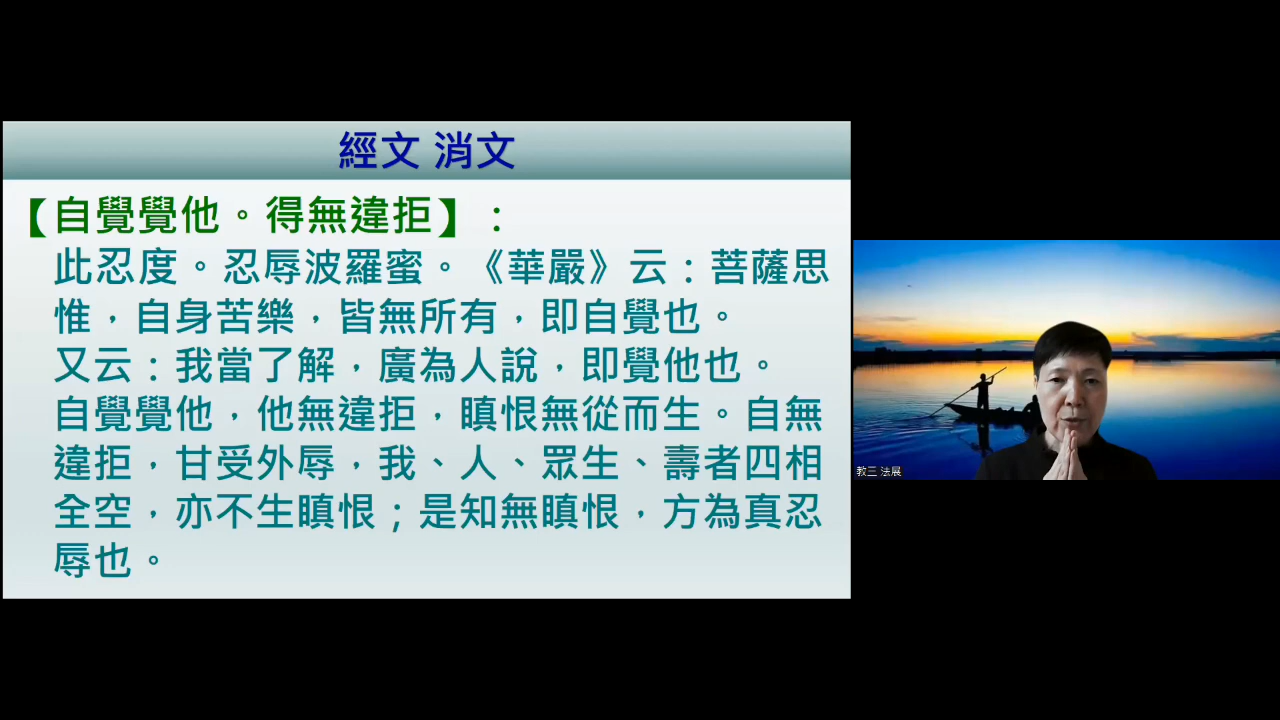 經文 消文
【自覺覺他。得無違拒】：
此忍度。忍辱波羅蜜。《華嚴》云：菩薩思
惟，自身苦樂，皆無所有，即自覺也。
又云：我當了解，廣為人說，即覺他也。
自覺覺他，他無違拒，瞋恨無從而生。自無
違拒，甘受外辱，我、人、眾生、壽者四相
全空，亦不生瞋恨；是知無瞋恨，方為真忍
辱也。
教三 法展